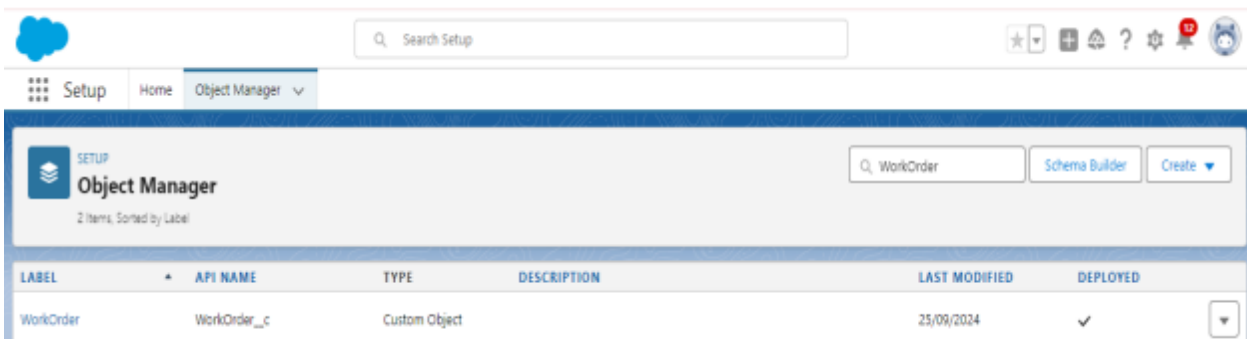 Search Setup
12
Setup Home Object Manager
SETUP
Object Manager
2 Items, Sorted by Label
WorkOrder
Schema Builder
Create
LABEL API NAME TYPE DESCRIPTION LAST MODIFIED DEPLOYED
WorkOrder WorkOrder__c Custom Object 25/09/2024